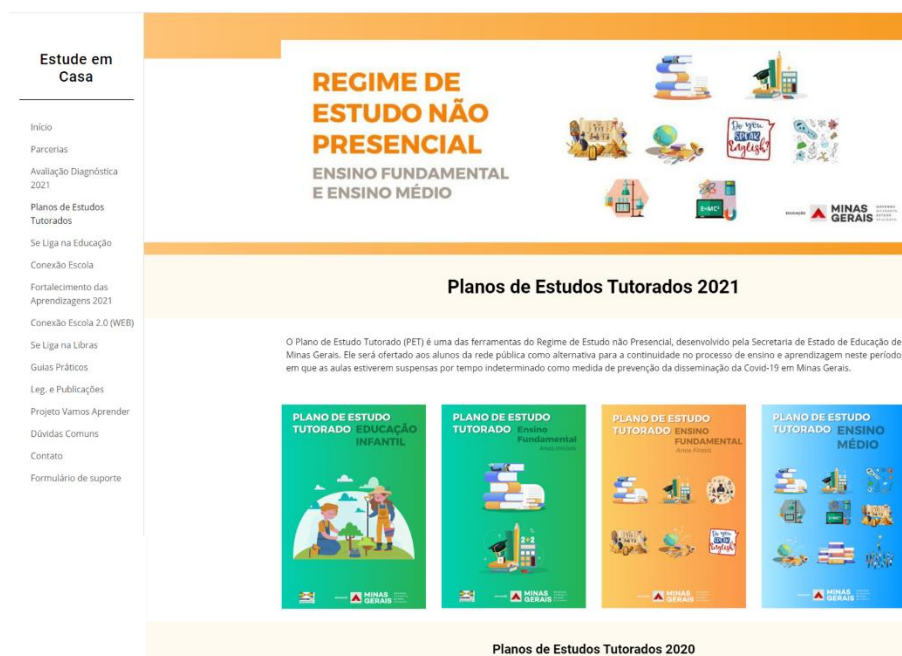 Estude em
Casa
Início
Parcerias
Avaliação Diagnóstica
2021
Planos de Estudos
Tutorados
Se Liga na Educação
Conexão Escola
Fortalecimento das
Aprendizagens 2021
Conexão Escola 2.0 (WEB)
Se Liga na Libras
Guias Práticos
Leg. e Publicações
Projeto Vamos Aprender
Dúvidas Comuns
Contato
Formulário de suporte
REGIME DE
ESTUDO NÃO
PRESENCIAL
ENSINO FUNDAMENTAL
E ENSINO MÉDIO
Do you
SPEAK
English?
E=MC²
EDUCAÇÃO
MINAS
GERAIS
Planos de Estudos Tutorados 2021
O Plano de Estudo Tutorado (PET) é uma das ferramentas do Regime de Estudo não Presencial, desenvolvido pela Secretaria de Estado de Educação de
Minas Gerais. Ele será ofertado aos alunos da rede pública como alternativa para a continuidade no processo de ensino e aprendizagem neste período
em que as aulas estiverem suspensas por tempo indeterminado como medida de prevenção da disseminação da Covid-19 em Minas Gerais.
PLANO DE ESTUDO
TUTORADO EDUCAÇÃO
INFANTIL
MINAS
GERAIS
PLANO DE ESTUDO
TUTORADO Ensino
Fundamental
Anos Iniciais
2+2
MINAS
GERAIS
PLANO DE ESTUDO
TUTORADO ENSINO
FUNDAMENTAL
Anos Finais
Do you
SPEAK
English?
MINAS
GERAIS
PLANO DE ESTUDO
TUTORADO ENSINO
MÉDIO
MINAS
GERAIS
Planos de Estudos Tutorados 2020